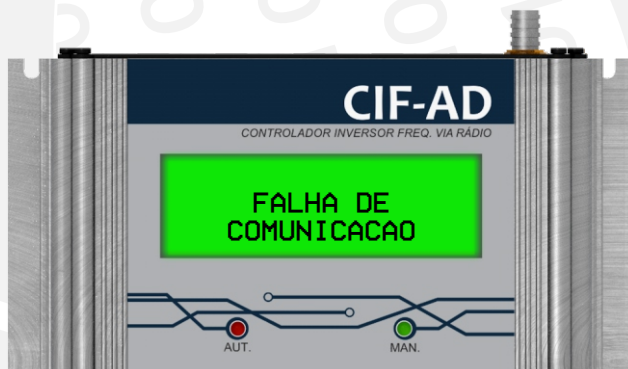 CIF-AD
CONTROLADOR INVERSOR FREQ. VIA RÁDIO
FALHA DE
COMUNICACAO
AUT.
MAN.